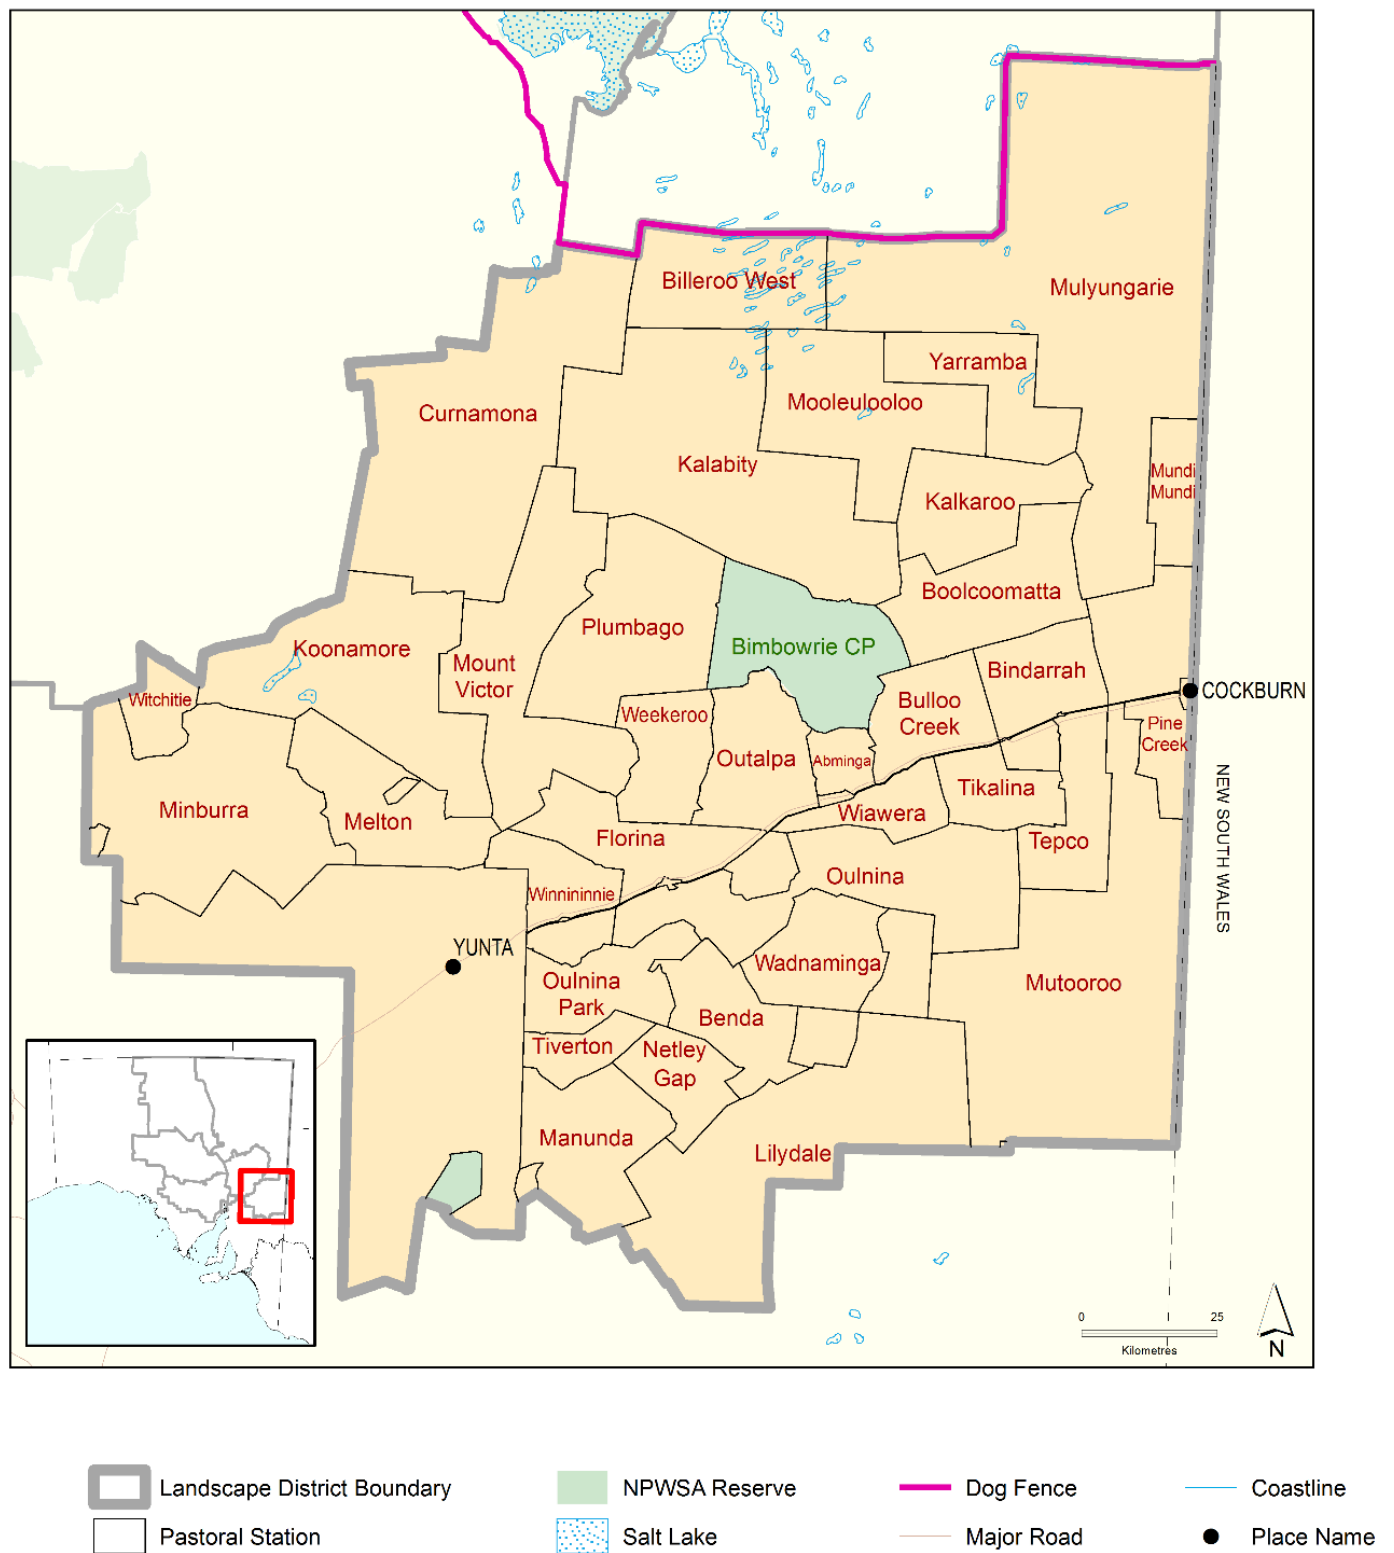 Billeroo West
Mulyungarie
Yarramba
Curnamona
Mooleulooloo
Kalabity
Mundi
Mundi
Kalkaroo
Boolcoomatta
Plumbago
Bimbowrie CP
Koonamore
Mount
Victor
Bindarrah
Witchitie
Weekeroo
Bulloo
Creek
COCKBURN
Pine
Creek
Outalpa
Abminga
Tikalina
NEW SOUTH WALES
Minburra
Melton
Wiawera
Florina
Tepco
Oulnina
Winnininnie
YUNTA
Wadnaminga
Oulnina
Park
Mutooroo
Benda
Tiverton
Netley
Gap
Manunda
Lilydale
0 25
Kilometres
N
Landscape District Boundary
NPWSA Reserve
Dog Fence
Coastline
Pastoral Station
Salt Lake
Major Road
Place Name